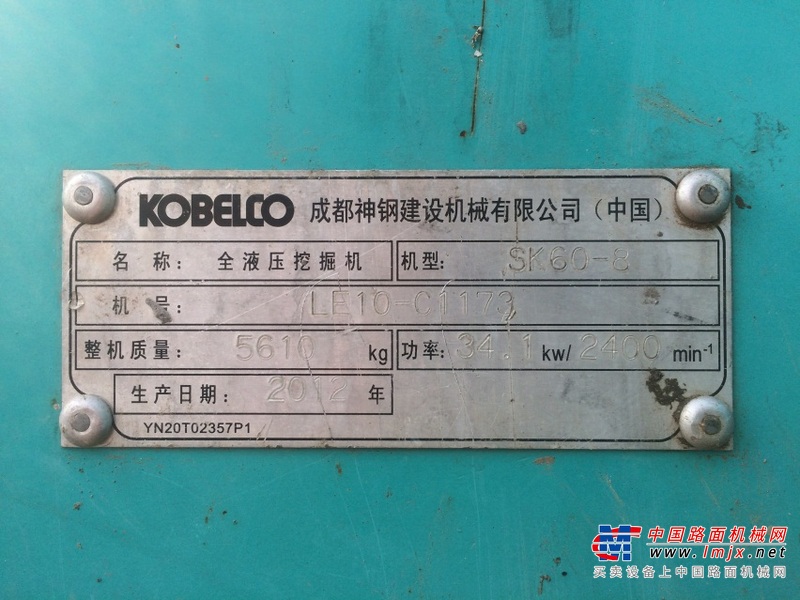 KOBELCO 成都神钢建设机械有限公司（中国）
名 称： 全液压挖掘机 机型： SK60-8
机 号： LE10-01173
整机质量： 5610 kg 功率： 34.1 kw/ 2400 min-1
生产日期： 2012 年
YN20T02357P1
中国路面机械网
www.lmjx.net
买卖设备上中国路面机械网